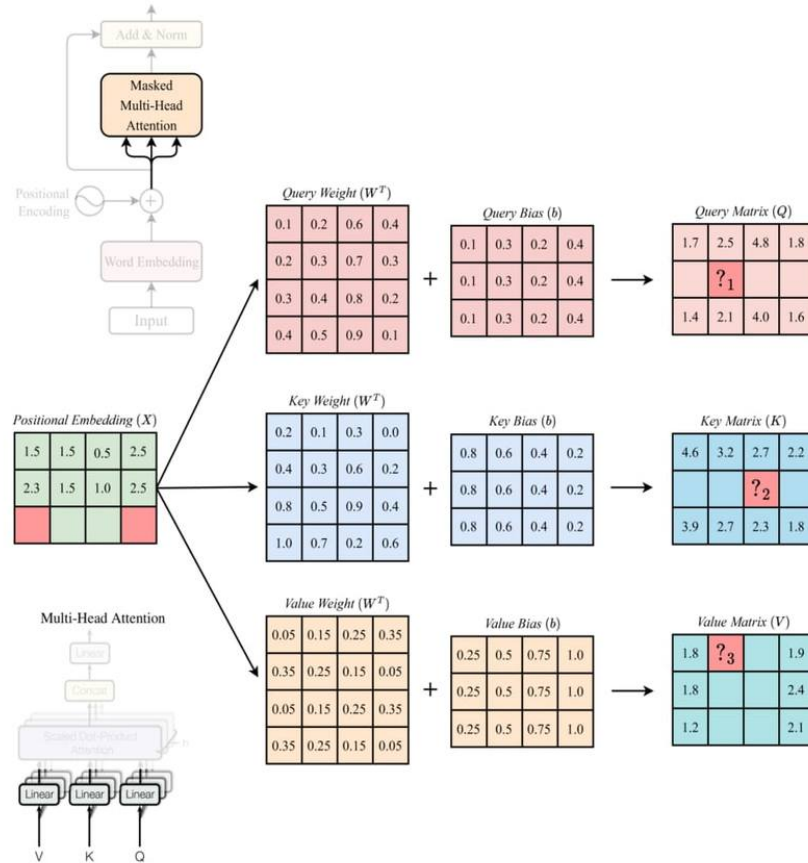 Add & Norm
Masked
Multi-Head
Attention
Positional
Encoding
Word Embedding
Input
Query Weight (W^T)
0.1 0.2 0.6 0.4
0.2 0.3 0.7 0.3
0.3 0.4 0.8 0.2
0.4 0.5 0.9 0.1
+
Query Bias (b)
0.1 0.3 0.2 0.4
0.1 0.3 0.2 0.4
0.1 0.3 0.2 0.4
Query Matrix (Q)
1.7 2.5 4.8 1.8
?₁
1.4 2.1 4.0 1.6
Positional Embedding (X)
1.5 1.5 0.5 2.5
2.3 1.5 1.0 2.5
Key Weight (W^T)
0.2 0.1 0.3 0.0
0.4 0.3 0.6 0.2
0.8 0.5 0.9 0.4
1.0 0.7 0.2 0.6
+
Key Bias (b)
0.8 0.6 0.4 0.2
0.8 0.6 0.4 0.2
0.8 0.6 0.4 0.2
Key Matrix (K)
4.6 3.2 2.7 2.2
?₂
3.9 2.7 2.3 1.8
Value Weight (W^T)
0.05 0.15 0.25 0.35
0.35 0.25 0.15 0.05
0.05 0.15 0.25 0.35
0.35 0.25 0.15 0.05
+
Value Bias (b)
0.25 0.5 0.75 1.0
0.25 0.5 0.75 1.0
0.25 0.5 0.75 1.0
Value Matrix (V)
1.8 ?₃ 1.9
1.8 2.4
1.2 2.1
Multi-Head Attention
Linear
Concat
Scaled Dot-Product
Attention
h
Linear Linear Linear
V K Q